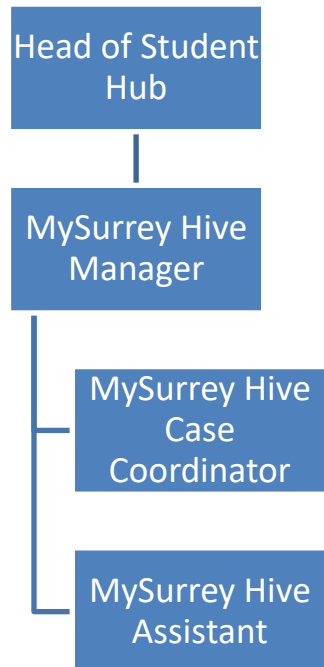 Head of Student
Hub
MySurrey Hive
Manager
MySurrey Hive
Case
Coordinator
MySurrey Hive
Assistant